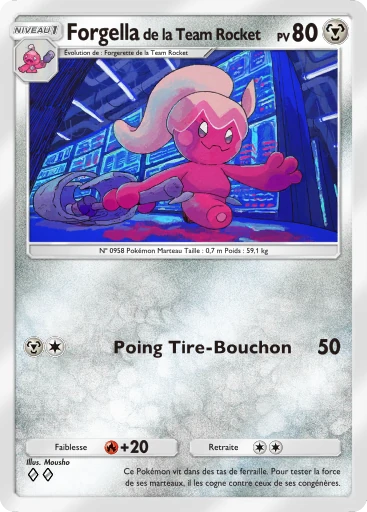 NIVEAU 1
Forgella de la Team Rocket PV 80
Évolution de : Forgerette de la Team Rocket
N° 0958 Pokémon Marteau Taille : 0,7 m Poids : 59,1 kg
Poing Tire-Bouchon 50
Faiblesse +20 Retraite
Illus. Mousho
Ce Pokémon vit dans des tas de ferraille. Pour tester la force
de ses marteaux, il les cogne contre ceux de ses congénères.